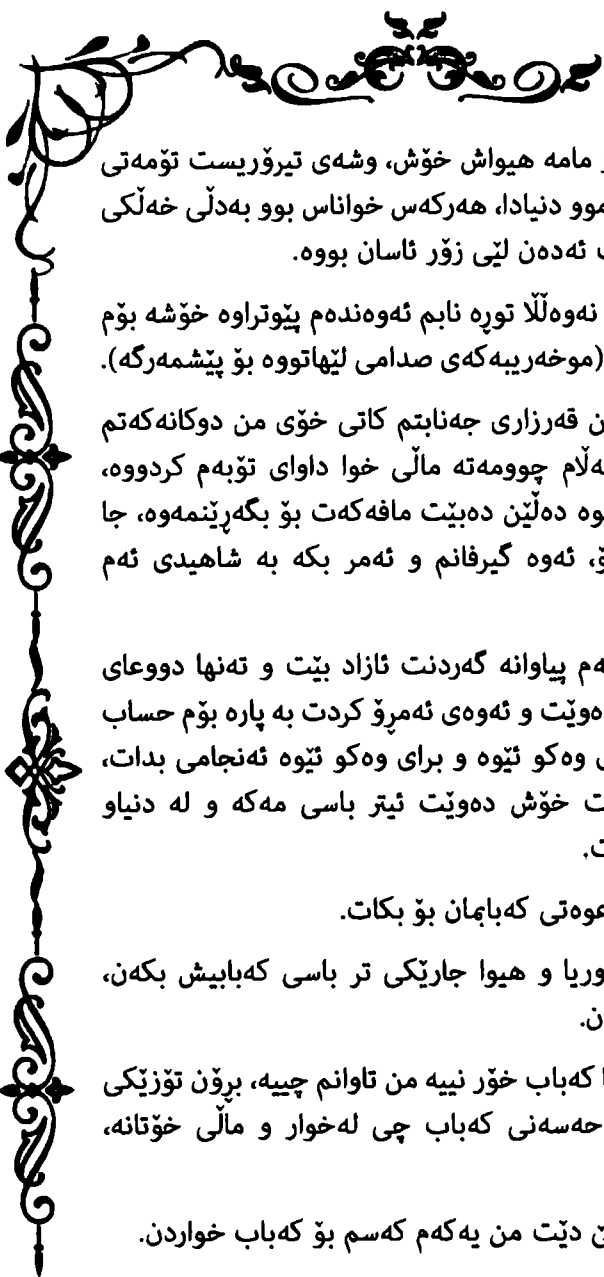 مامە هیواش خۆش، وشەی تیرۆریست تۆمەتی
موو دنیادا، هەرکەس خواناس بوو بەدڵی خەڵکی
ئەدەن لێی زۆر ئاسان بووە.
نەوەڵڵا تورە نابم ئەوەندەم پێوتراوە خۆشە بۆم
(موخەریبەکەی صدامی لێهاتووە بۆ پێشمەرگە).
ن قەرزاری جەنابتم کاتی خۆی من دوکانەکەتم
ەڵام چوومەتە ماڵی خوا داوای تۆبەم کردووە،
وە دەڵێن دەبێت مافەکەت بۆ بگەڕێنمەوە، جا
ۆ، ئەوە گیرفانم و ئەمر بکە بە شاهیدی ئەم
ەم پیاوانە گەردنت ئازاد بێت و تەنها دووعای
ەوێت و ئەوەی ئەمڕۆ کردت بە پارە بۆم حساب
ی وەکو ئێوە و برای وەکو ئێوە ئەنجامی بدات،
ت خۆش دەوێت ئیتر باسی مەکە و لە دنیاو
ت.
عوەتی کەبابمان بۆ بکات.
وریا و هیوا جارێکی تر باسی کەبابیش بکەن،
ن.
ا کەباب خۆر نییە من تاوانم چییە، بڕۆن تۆزێکی
حەسەنی کەباب چی لەخوار و ماڵی خۆتانە،
ێ دێت من یەکەم کەسم بۆ کەباب خواردن.